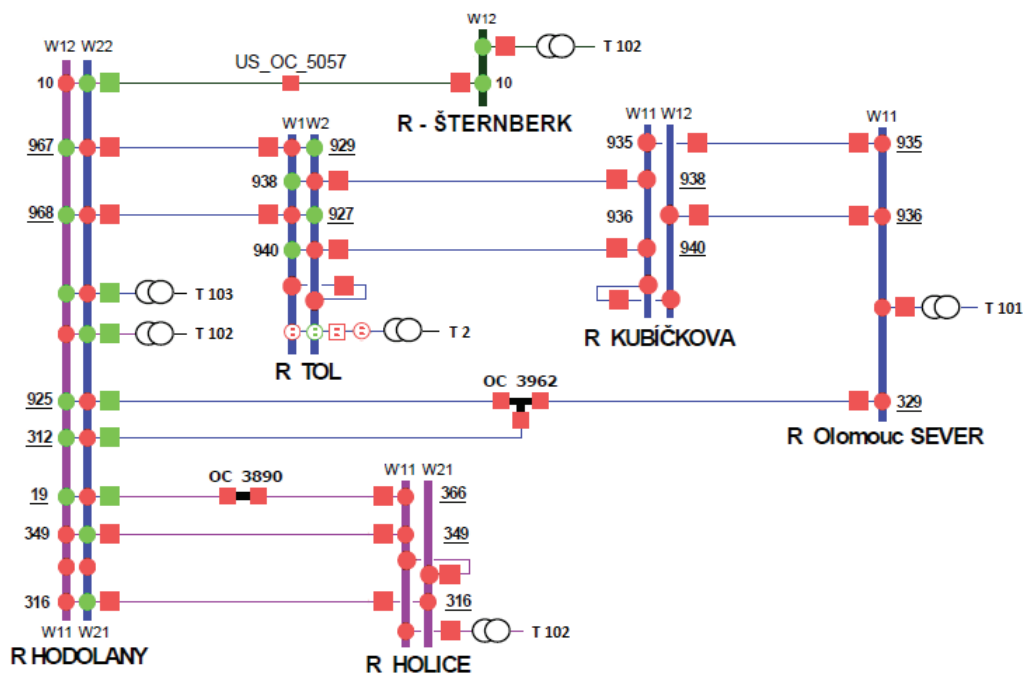 W12
W12 W22
US_OC_5057
T 102
10
10
R - ŠTERNBERK
W11 W12
W11
W1 W2
967
929
935
935
938
938
968
927
936
936
940
940
T 103
T 101
T 102
T 2
R KUBÍČKOVA
R TOL
OC 3962
925
329
312
R Olomouc SEVER
W11 W21
OC 3890
19
366
349
349
316
316
W11 W21
T 102
R HODOLANY
R HOLICE